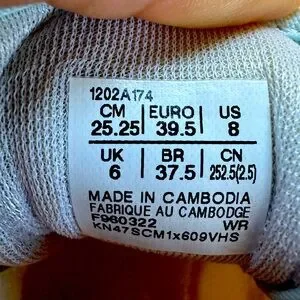 1202A174
CM EURO US
25.25 39.5 8
UK BR CN
6 37.5 252.5(2.5)
MADE IN CAMBODIA
FABRIQUE AU CAMBODGE
F960322 WR
KN47SCM1x609VHS